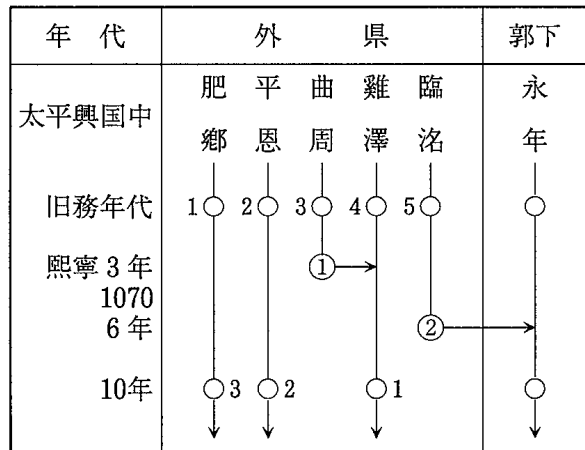 年代 外県 郭下
太平興国中 肥郷 平恩 曲周 雞澤 臨洺 永年
旧務年代 1 2 3 4 5
熙寧3年 ①
1070
6年 ②
10年 3 2 1